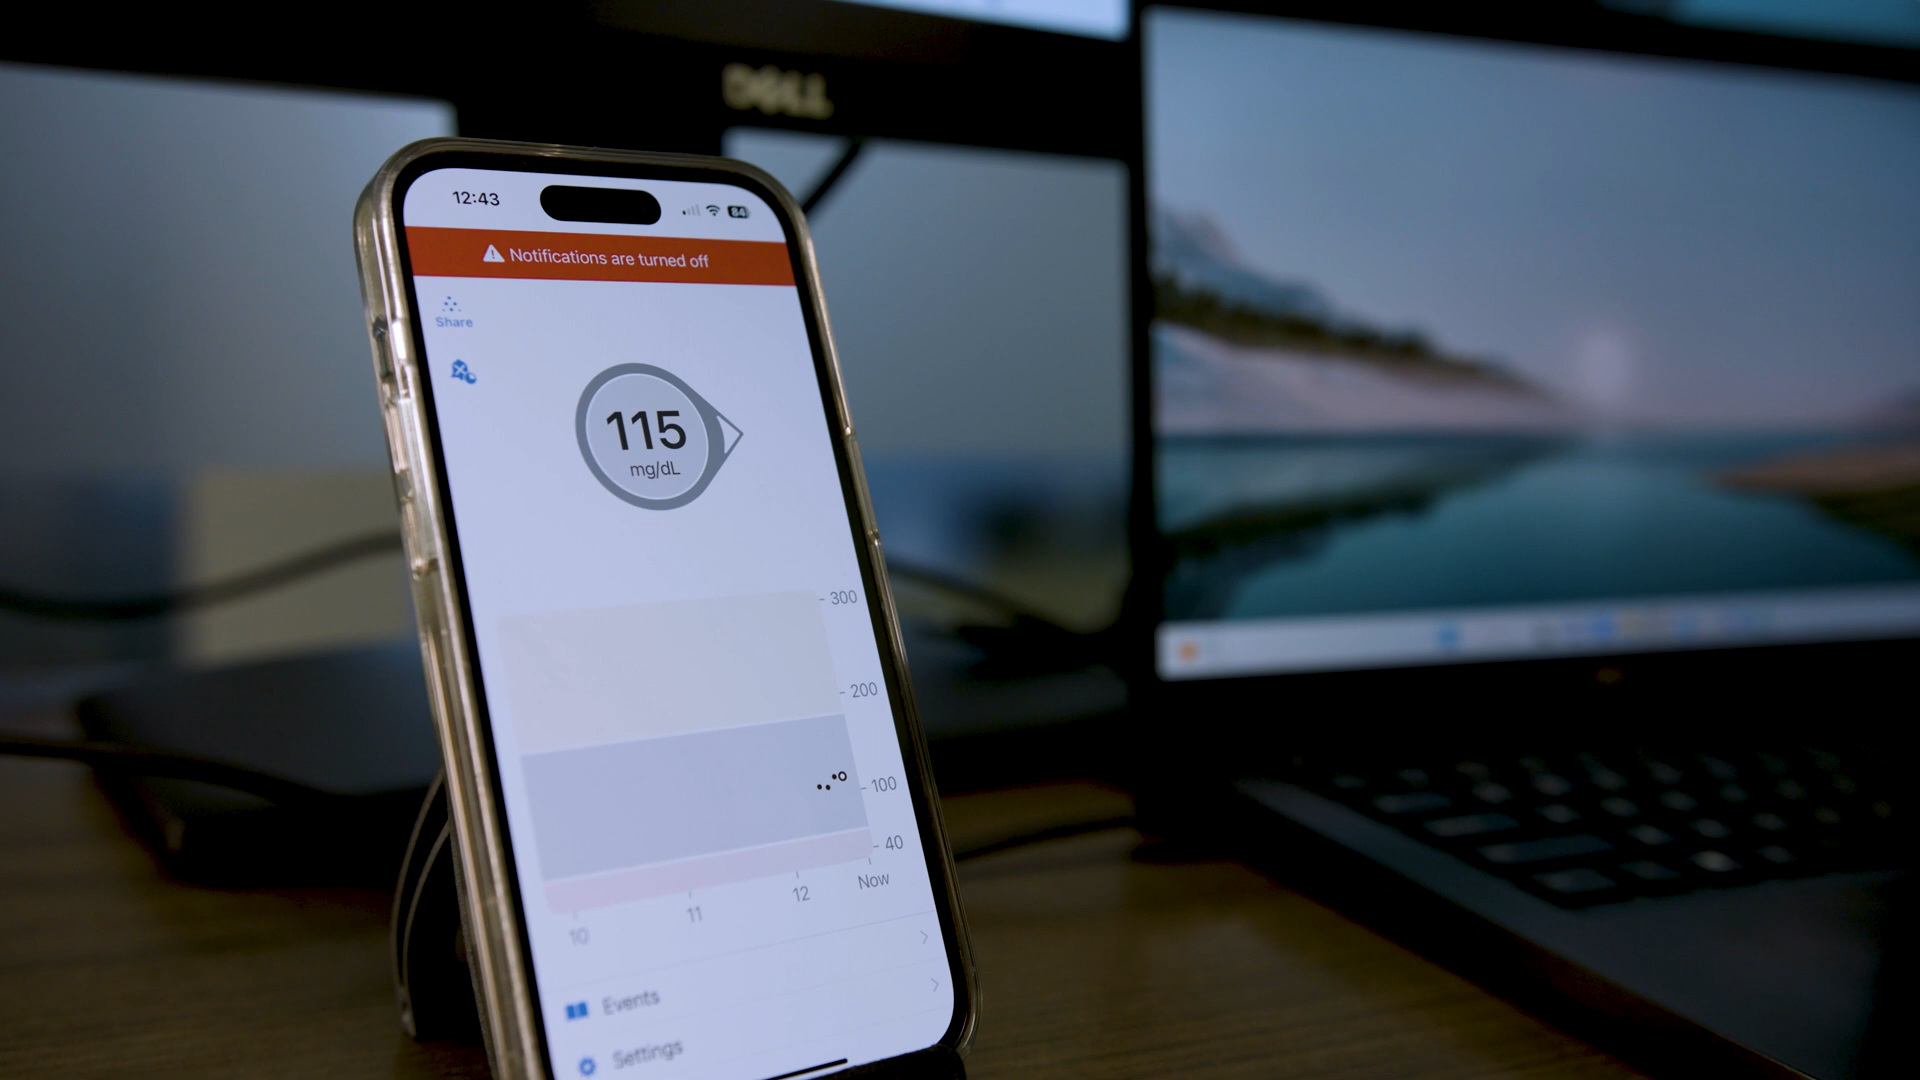 DELL
12:43
84
Notifications are turned off
Share
115
mg/dL
300
200
100
40
Now
12
11
10
Events
Settings